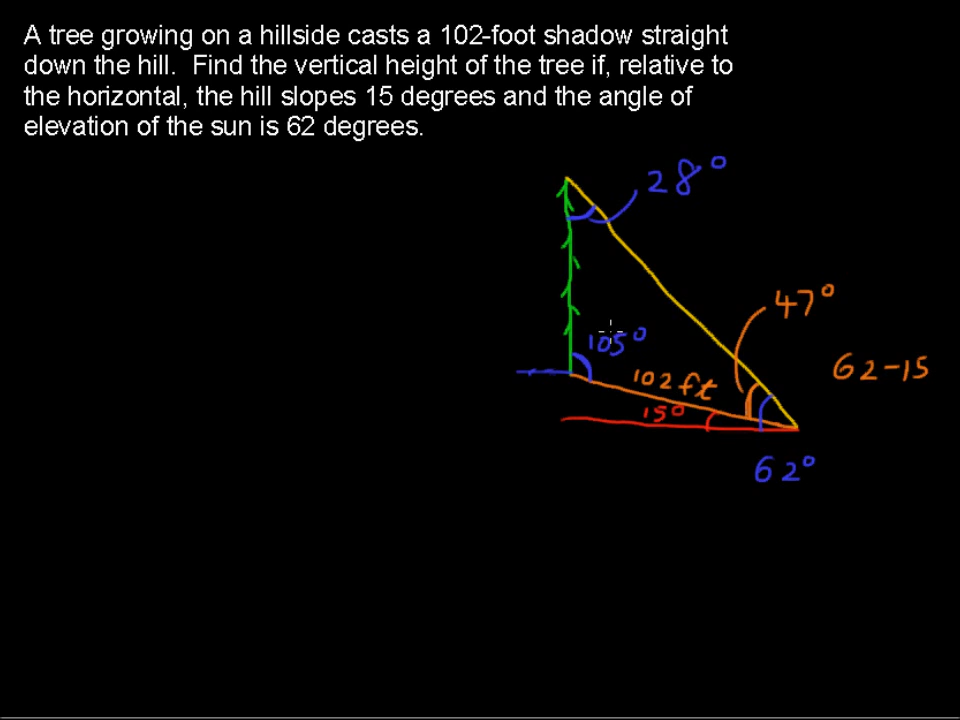 A tree growing on a hillside casts a 102-foot shadow straight
down the hill.  Find the vertical height of the tree if, relative to
the horizontal, the hill slopes 15 degrees and the angle of
elevation of the sun is 62 degrees.
28°
47°
105°
62-15
102 ft
15°
62°